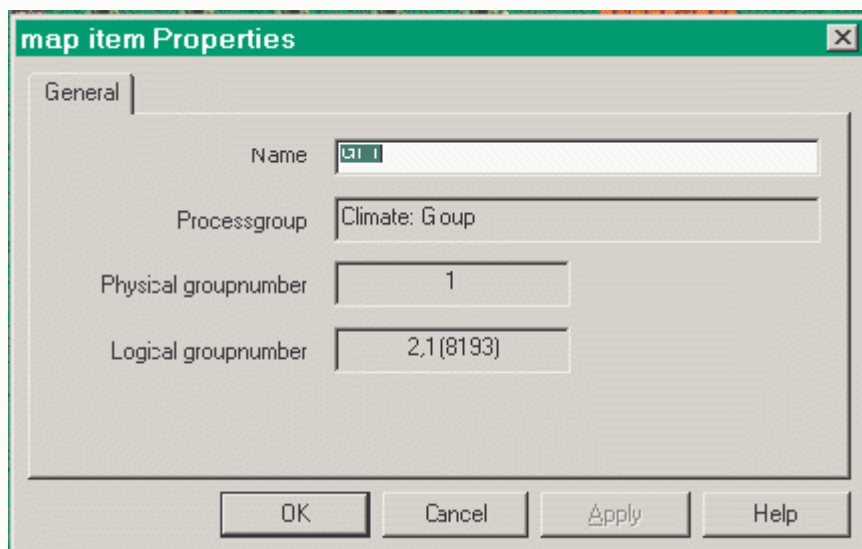 map item Properties
General
Name
Processgroup
Climate: Group
Physical groupnumber
1
Logical groupnumber
2,1(8193)
OK
Cancel
Apply
Help